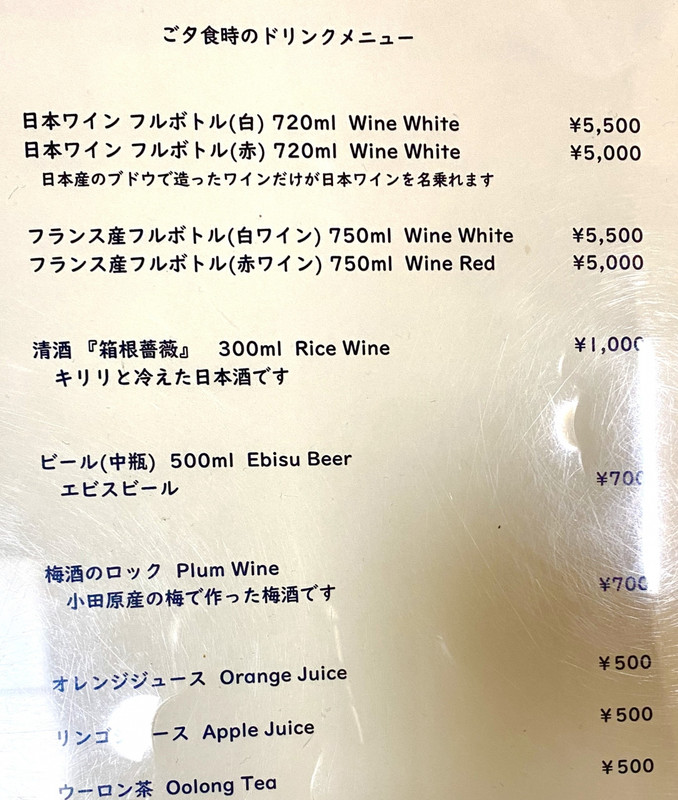 ご夕食時のドリンクメニュー
日本ワイン フルボトル(白) 720ml Wine White ¥5,500
日本ワイン フルボトル(赤) 720ml Wine White ¥5,000
日本産のブドウで造ったワインだけが日本ワインを名乗れます
フランス産フルボトル(白ワイン) 750ml Wine White ¥5,500
フランス産フルボトル(赤ワイン) 750ml Wine Red ¥5,000
清酒 『箱根薔薇』 300ml Rice Wine ¥1,000
キリリと冷えた日本酒です
ビール(中瓶) 500ml Ebisu Beer
エビスビール ¥700
梅酒のロック Plum Wine
小田原産の梅で作った梅酒です ¥700
オレンジジュース Orange Juice ¥500
Apple Juice ¥500
ウーロン茶 Oolong Tea ¥500